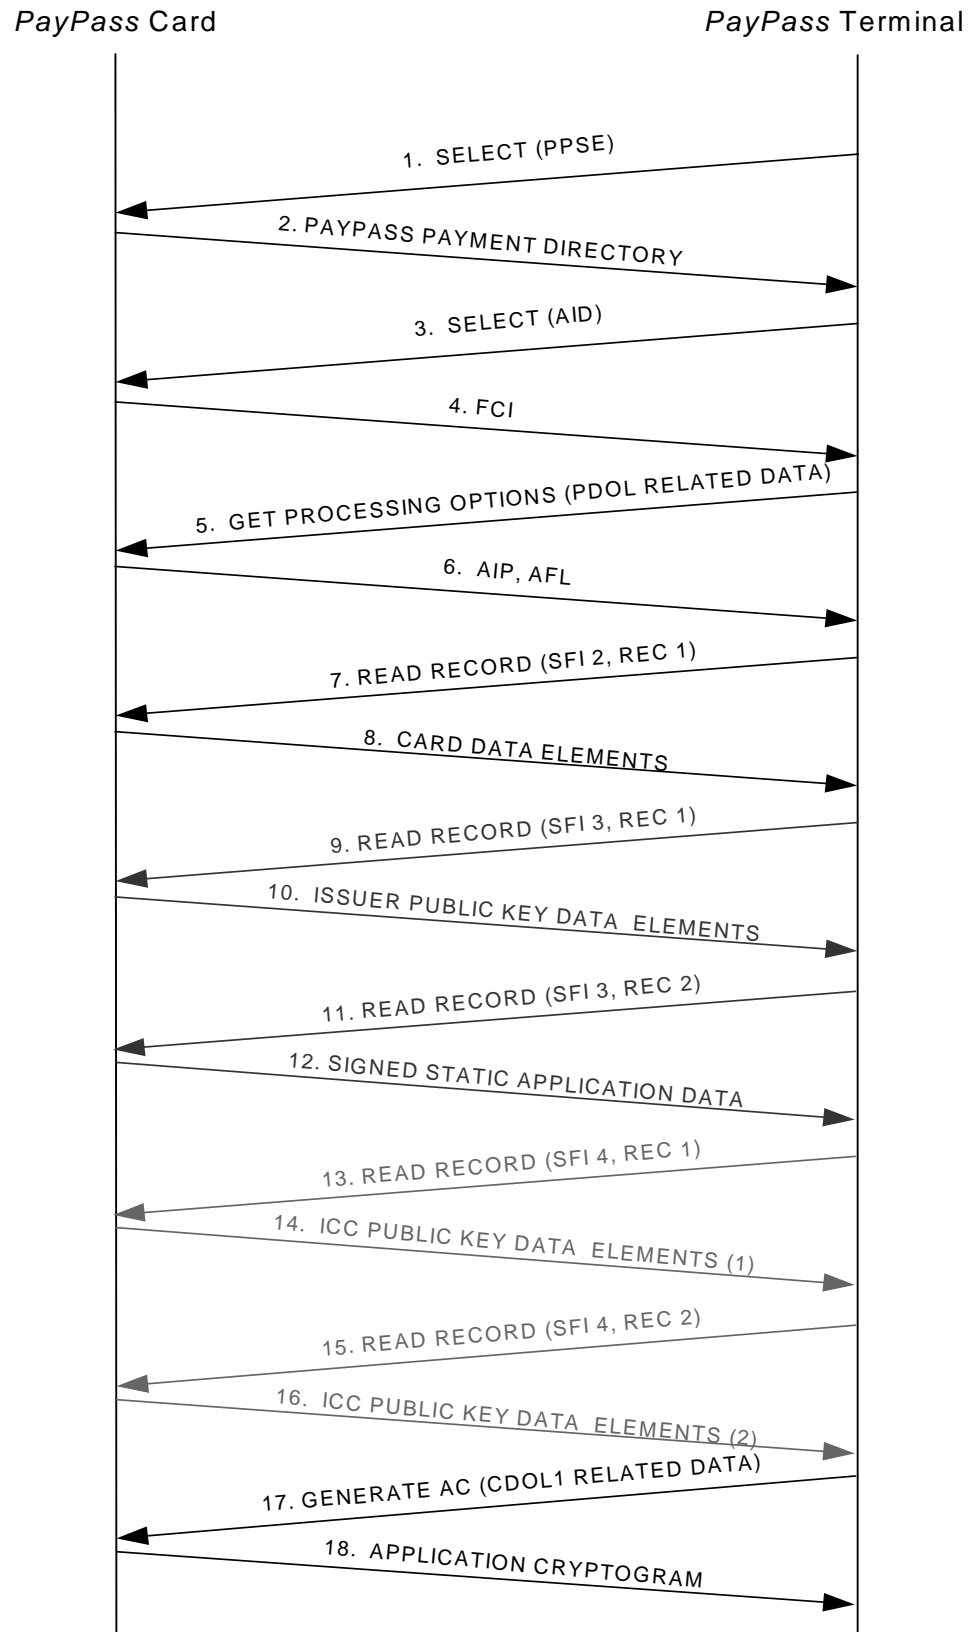 PayPass Card
PayPass Terminal
1. SELECT (PPSE)
2. PAYPASS PAYMENT DIRECTORY
3. SELECT (AID)
4. FCI
5. GET PROCESSING OPTIONS (PDOL RELATED DATA)
6. AIP, AFL
7. READ RECORD (SFI 2, REC 1)
8. CARD DATA ELEMENTS
9. READ RECORD (SFI 3, REC 1)
10. ISSUER PUBLIC KEY DATA ELEMENTS
11. READ RECORD (SFI 3, REC 2)
12. SIGNED STATIC APPLICATION DATA
13. READ RECORD (SFI 4, REC 1)
14. ICC PUBLIC KEY DATA ELEMENTS (1)
15. READ RECORD (SFI 4, REC 2)
16. ICC PUBLIC KEY DATA ELEMENTS (2)
17. GENERATE AC (CDOL1 RELATED DATA)
18. APPLICATION CRYPTOGRAM